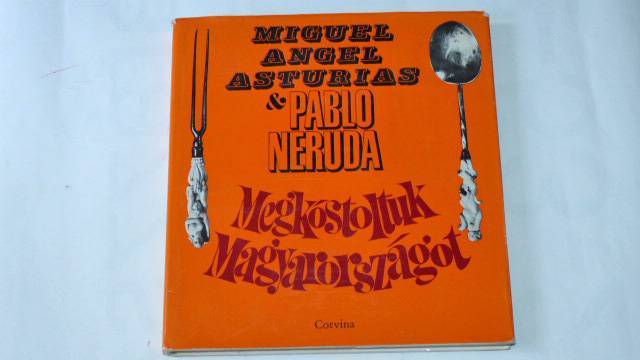 MIGUEL
ANGEL
ASTURIAS
& PABLO
NERUDA
Megkóstoltuk
Magyarországot
Corvina